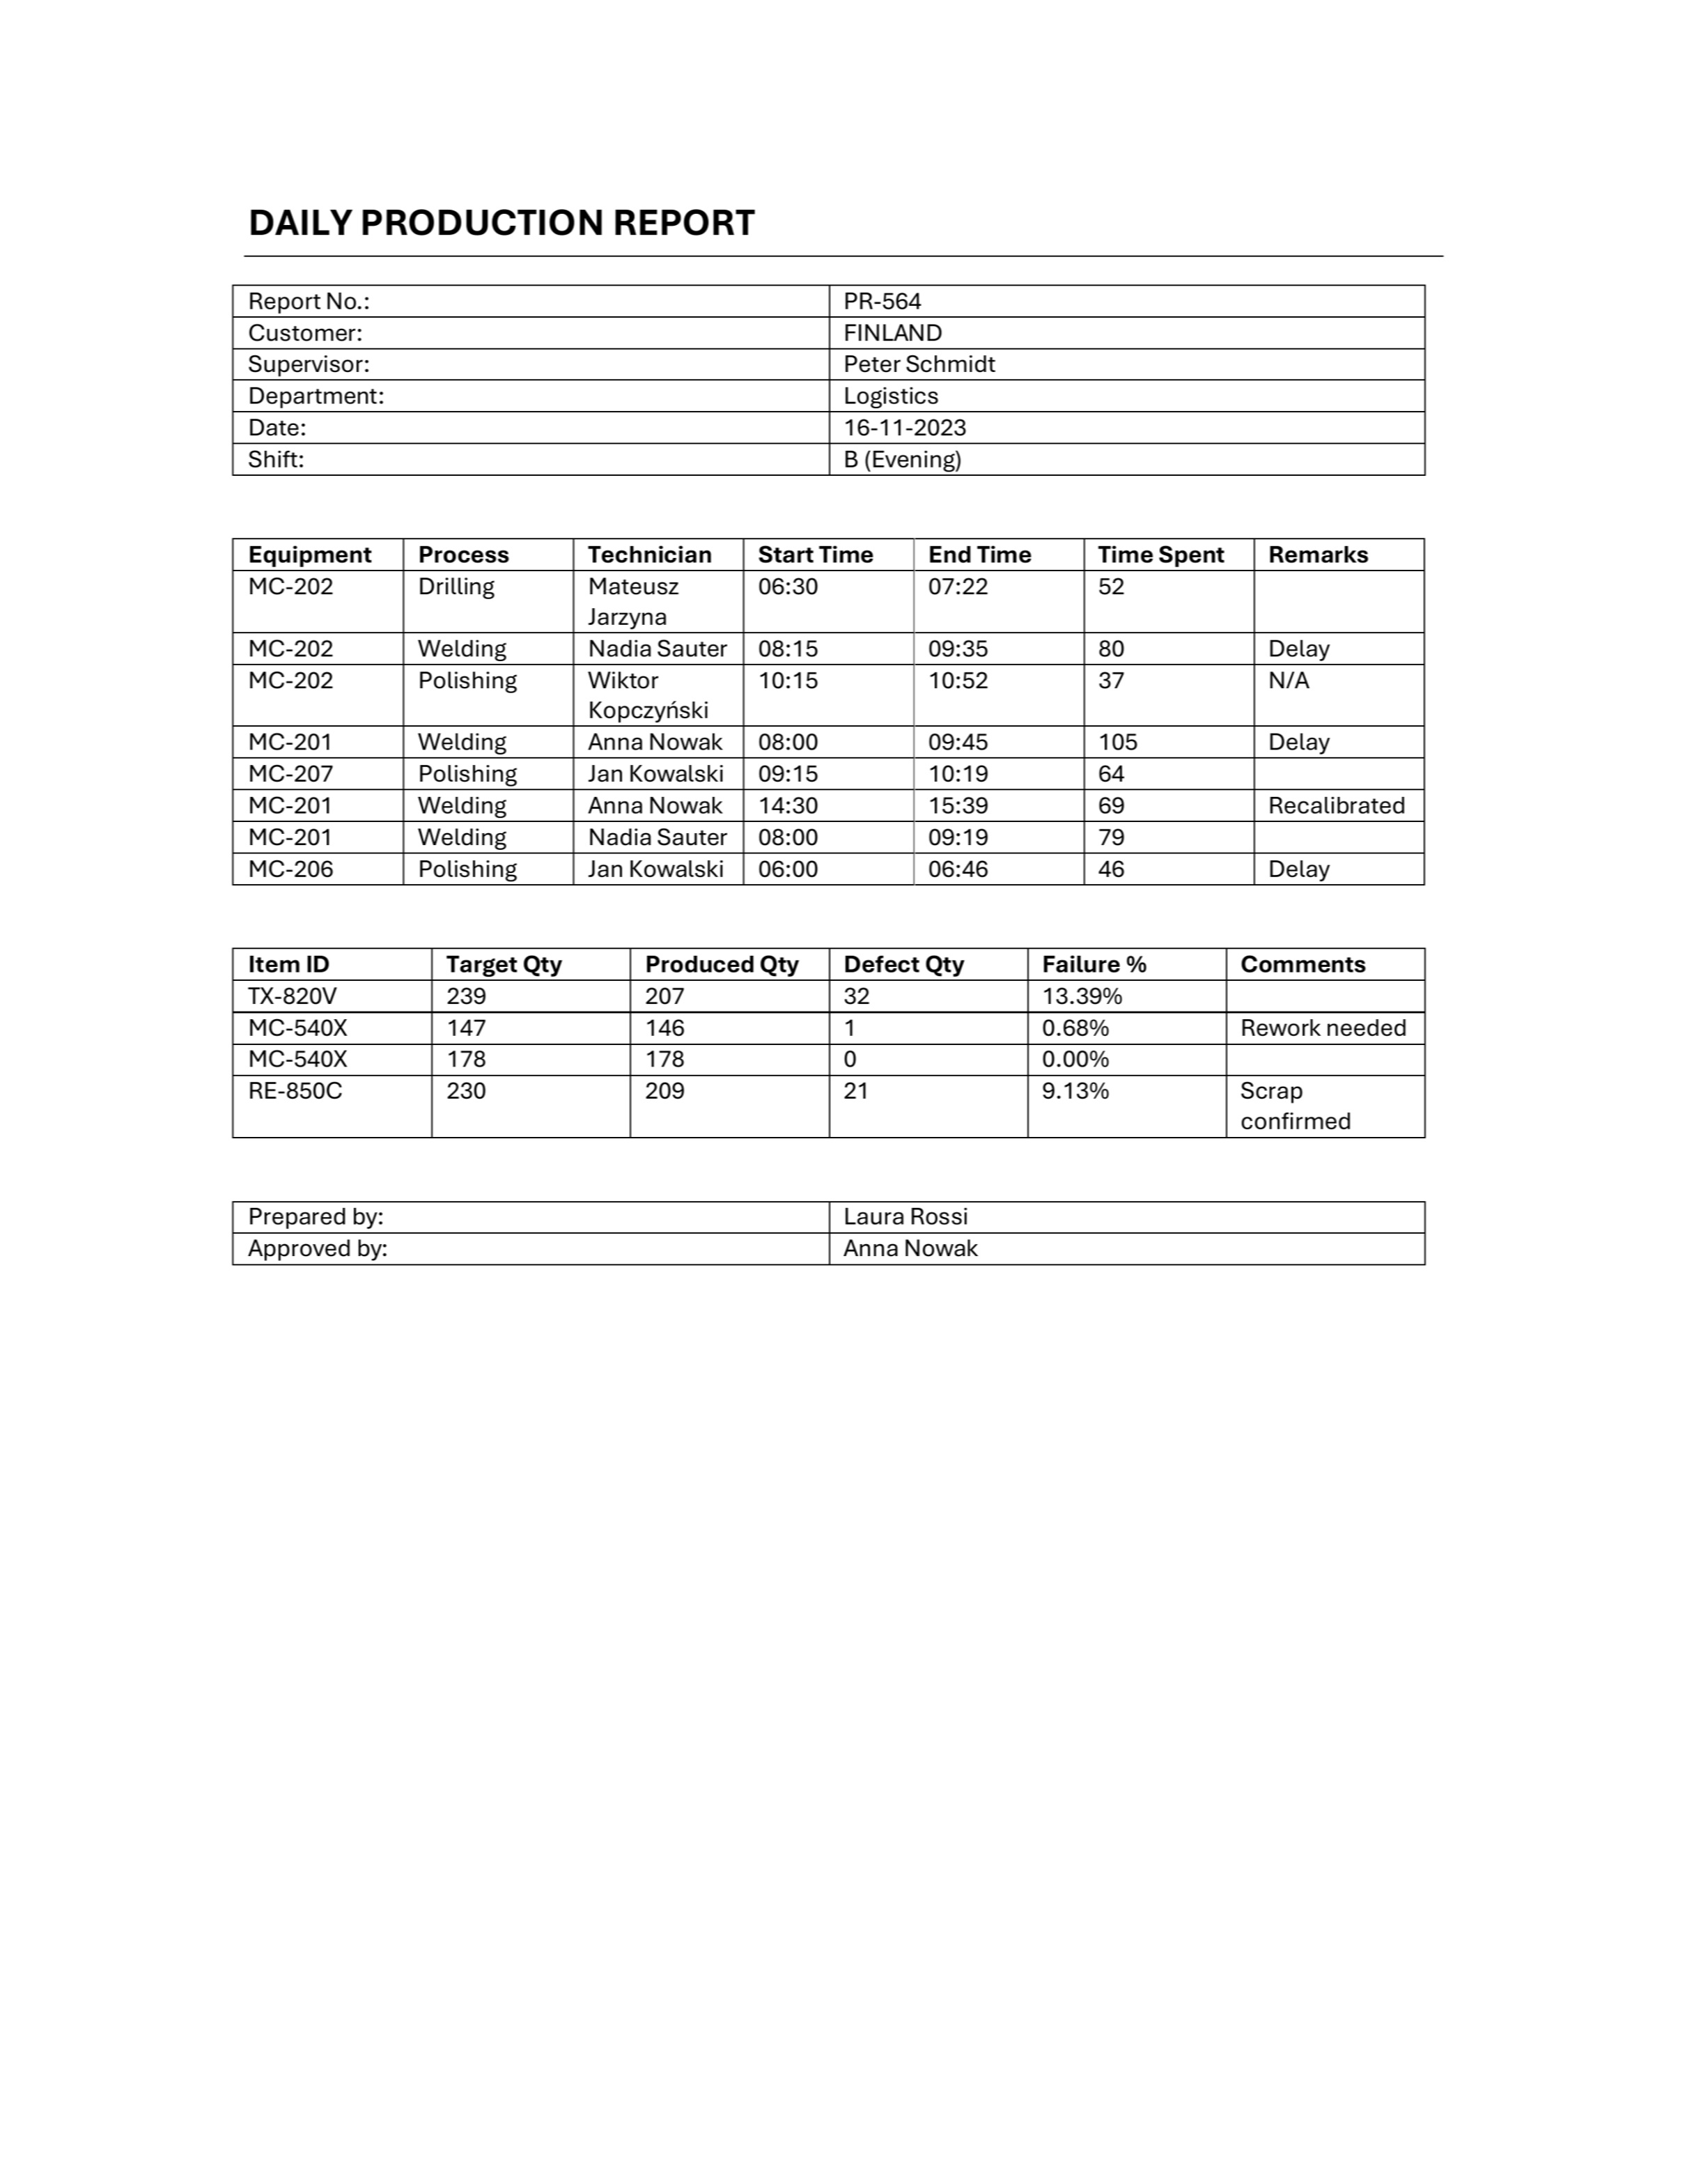 DAILY PRODUCTION REPORT
Report No.: PR-564
Customer: FINLAND
Supervisor: Peter Schmidt
Department: Logistics
Date: 16-11-2023
Shift: B (Evening)
Equipment Process Technician Start Time End Time Time Spent Remarks
MC-202 Drilling Mateusz 06:30 07:22 52
Jarzyna
MC-202 Welding Nadia Sauter 08:15 09:35 80 Delay
MC-202 Polishing Wiktor 10:15 10:52 37 N/A
Kopczyński
MC-201 Welding Anna Nowak 08:00 09:45 105 Delay
MC-207 Polishing Jan Kowalski 09:15 10:19 64
MC-201 Welding Anna Nowak 14:30 15:39 69 Recalibrated
MC-201 Welding Nadia Sauter 08:00 09:19 79
MC-206 Polishing Jan Kowalski 06:00 06:46 46 Delay
Item ID Target Qty Produced Qty Defect Qty Failure % Comments
TX-820V 239 207 32 13.39%
MC-540X 147 146 1 0.68% Rework needed
MC-540X 178 178 0 0.00%
RE-850C 230 209 21 9.13% Scrap
confirmed
Prepared by: Laura Rossi
Approved by: Anna Nowak